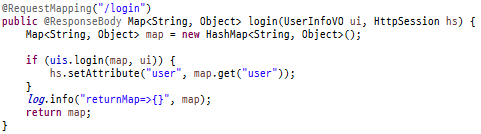 @RequestMapping("/login")
public @ResponseBody Map<String, Object> login(UserInfoVO ui, HttpSession hs) {
    Map<String, Object> map = new HashMap<String, Object>();

    if (uis.login(map, ui)) {
        hs.setAttribute("user", map.get("user"));
    }
    log.info("returnMap=>{}", map);
    return map;
}